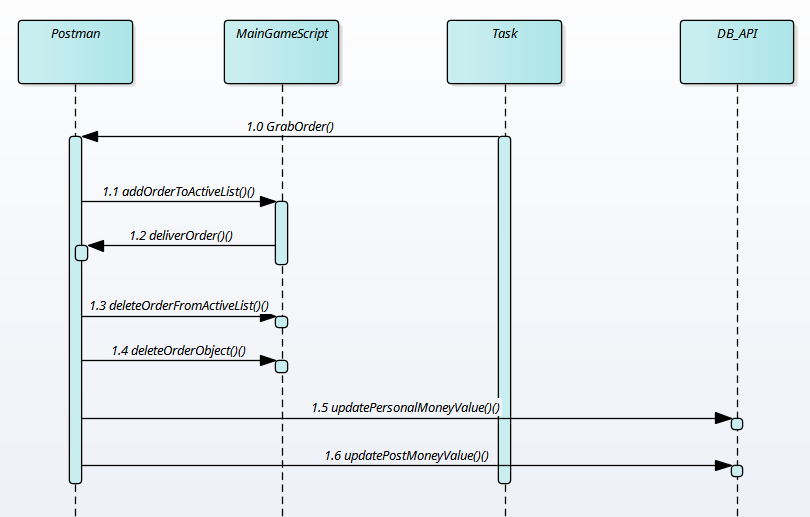 Postman
MainGameScript
Task
DB_API
1.0 GrabOrder()
1.1 addOrderToActiveList()()
1.2 deliverOrder()()
1.3 deleteOrderFromActiveList()()
1.4 deleteOrderObject()()
1.5 updatePersonalMoneyValue()()
1.6 updatePostMoneyValue()()